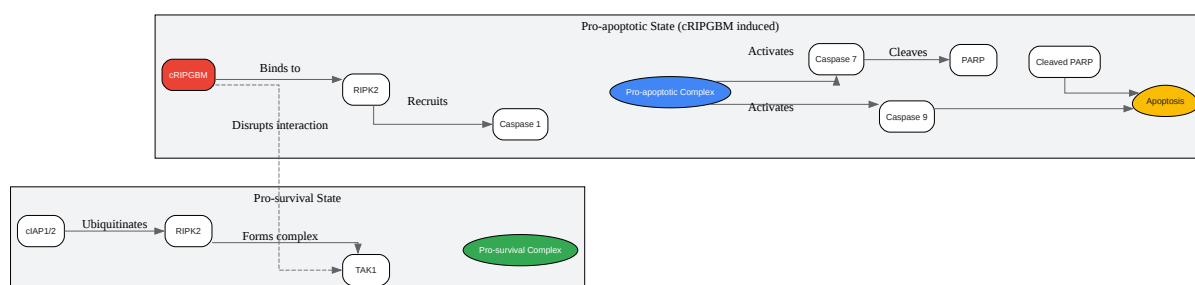 Pro-apoptotic State (cRIPGBM induced)
cRIPGBM
Binds to
RIPK2
Recruits
Caspase 1
Disrupts interaction
Pro-apoptotic Complex
Activates
Caspase 7
Cleaves
PARP
Cleaved PARP
Activates
Caspase 9
Apoptosis
Pro-survival State
cIAP1/2
Ubiquitinates
RIPK2
Forms complex
TAK1
Pro-survival Complex